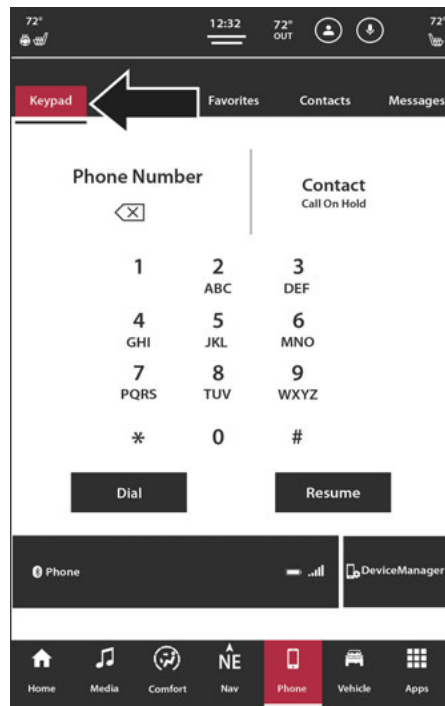 72°
12:32
72°
OUT
72°
Keypad
Favorites
Contacts
Messages
Phone Number
Contact
Call On Hold
1
2
ABC
3
DEF
4
GHI
5
JKL
6
MNO
7
PQRS
8
TUV
9
WXYZ
*
0
#
Dial
Resume
Phone
DeviceManager
NE
Home
Media
Comfort
Nav
Phone
Vehicle
Apps